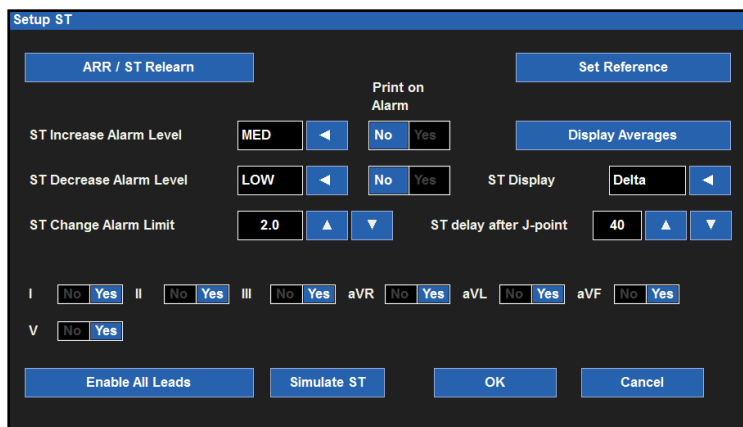 Setup ST
ARR / ST Relearn
Set Reference
Print on
Alarm
ST Increase Alarm Level MED No Yes Display Averages
ST Decrease Alarm Level LOW No Yes ST Display Delta
ST Change Alarm Limit 2.0 ST delay after J-point 40
I No Yes II No Yes III No Yes aVR No Yes aVL No Yes aVF No Yes
V No Yes
Enable All Leads Simulate ST OK Cancel